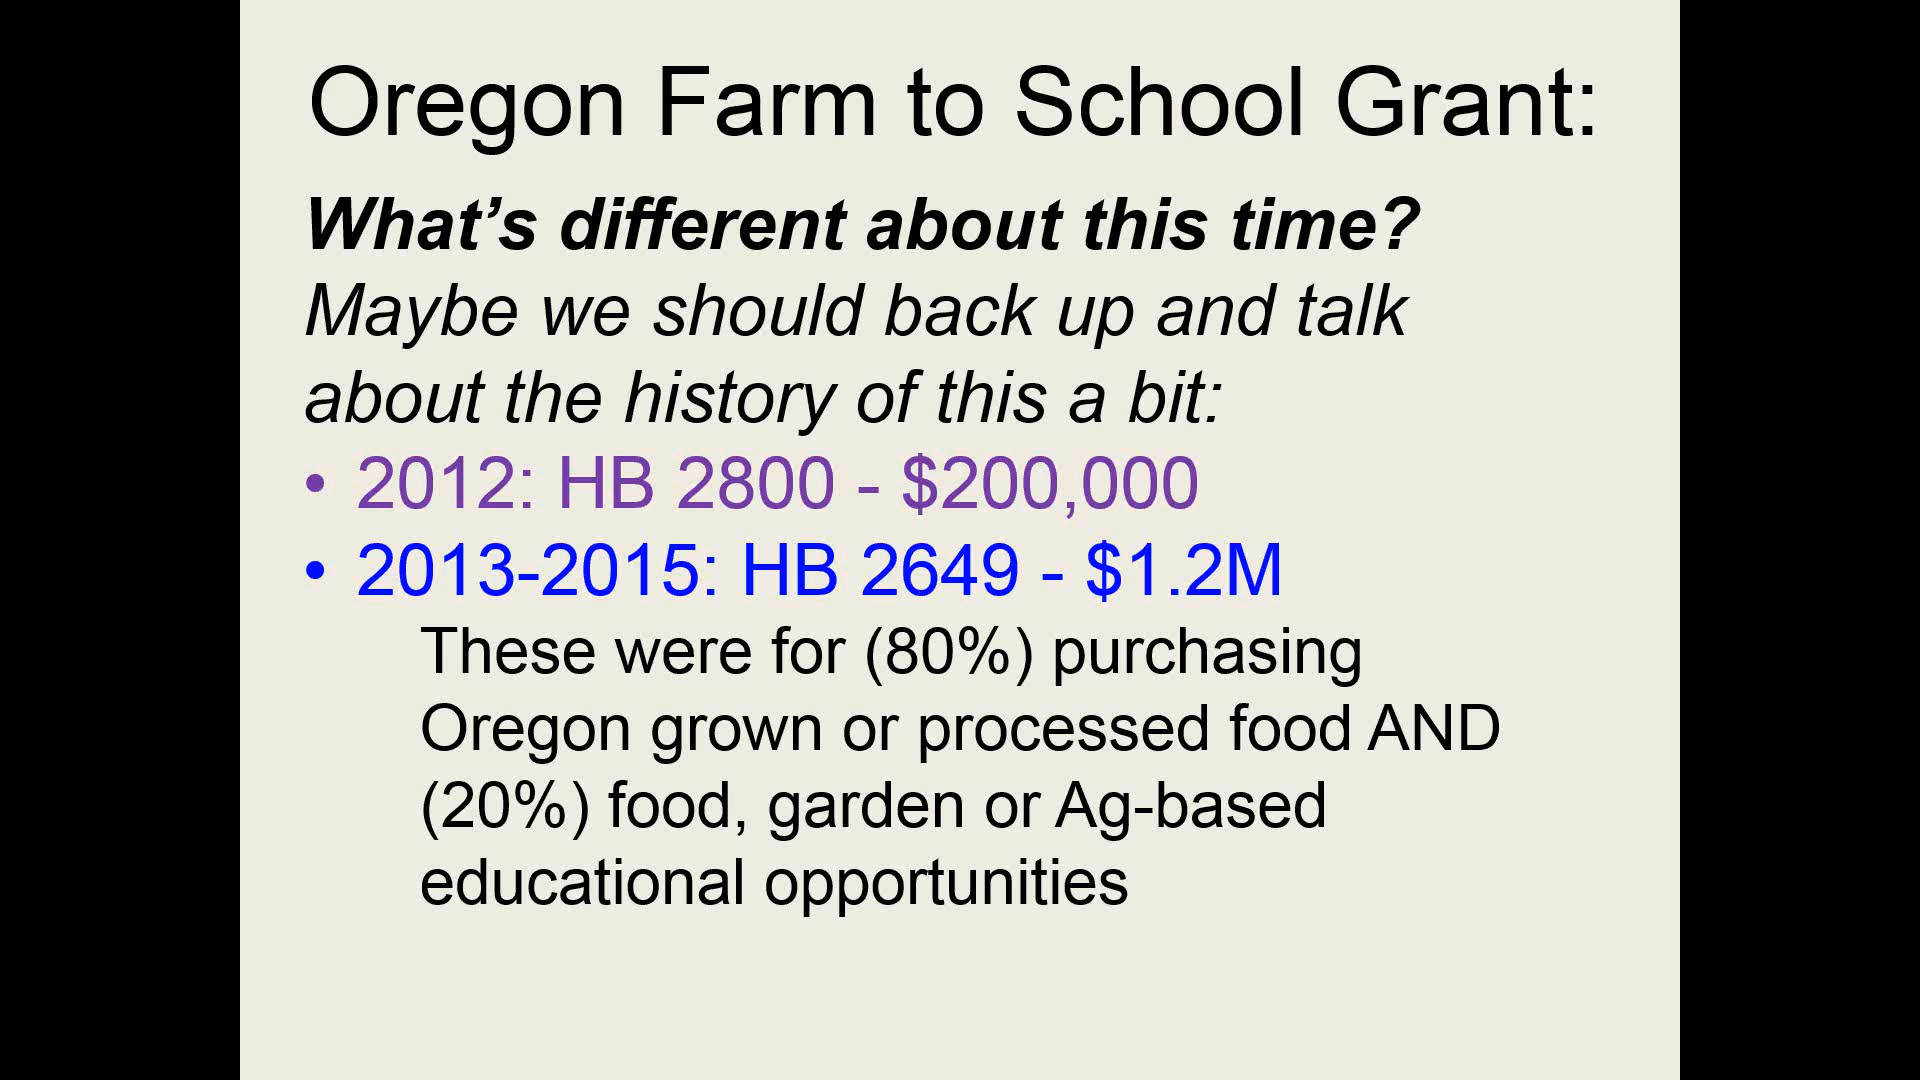 Oregon Farm to School Grant:
What’s different about this time?
Maybe we should back up and talk
about the history of this a bit:
• 2012: HB 2800 - $200,000
• 2013-2015: HB 2649 - $1.2M
These were for (80%) purchasing
Oregon grown or processed food AND
(20%) food, garden or Ag-based
educational opportunities